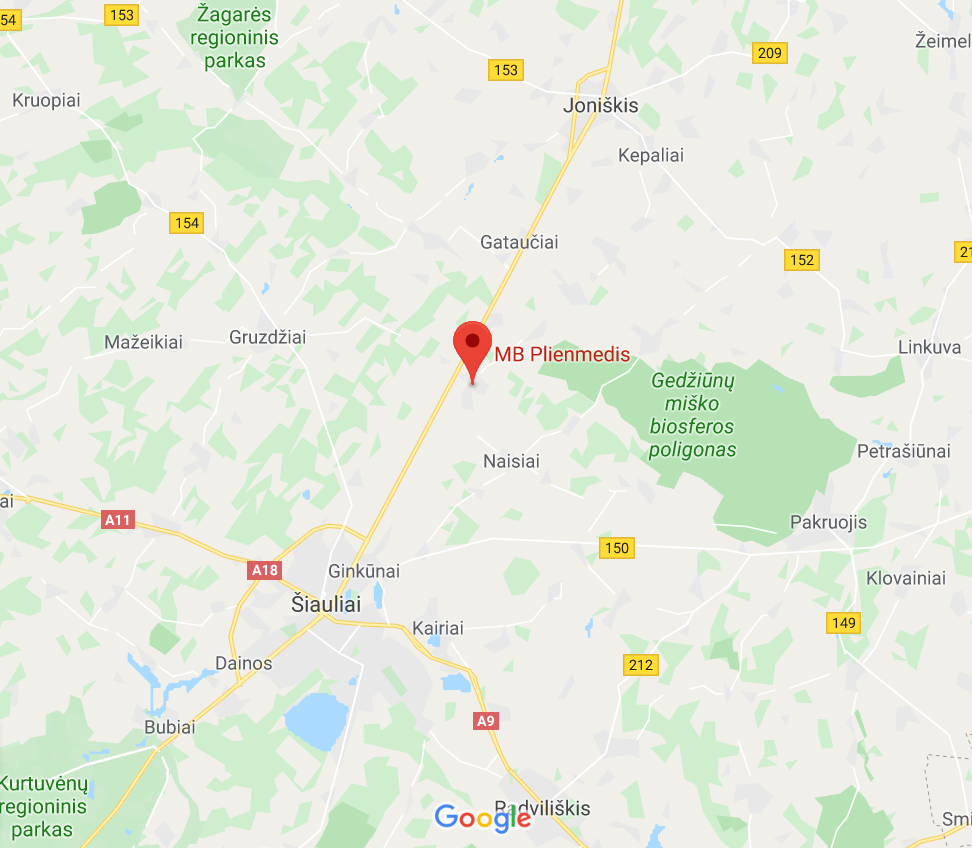 54
153
Žagarės
regioninis
parkas
209
Žeimel
153
Kruopiai
Joniškis
Kepaliai
154
Gataučiai
152
21
Mažeikiai
Gruzdžiai
MB Plienmedis
Linkuva
Gedžiūnų
miško
biosferos
poligonas
Naisiai
Petrašiūnai
ai
A11
Pakruojis
150
A18
Ginkūnai
Klovainiai
Šiauliai
Kairiai
149
Dainos
212
A9
Bubiai
Kurtuvėnų
regioninis
parkas
Radviliškis
Google
Smi